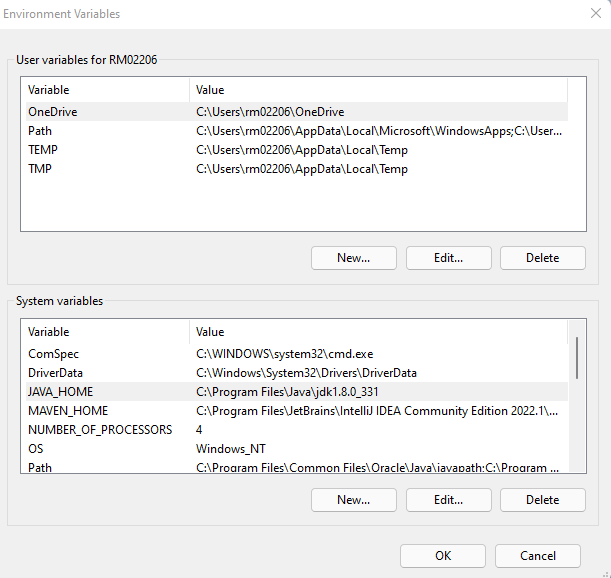 Environment Variables
User variables for RM02206
Variable Value
OneDrive C:\Users\rm02206\OneDrive
Path C:\Users\rm02206\AppData\Local\Microsoft\WindowsApps;C:\User...
TEMP C:\Users\rm02206\AppData\Local\Temp
TMP C:\Users\rm02206\AppData\Local\Temp
New... Edit... Delete
System variables
Variable Value
ComSpec C:\WINDOWS\system32\cmd.exe
DriverData C:\Windows\System32\Drivers\DriverData
JAVA_HOME C:\Program Files\Java\jdk1.8.0_331
MAVEN_HOME C:\Program Files\JetBrains\IntelliJ IDEA Community Edition 2022.1\...
NUMBER_OF_PROCESSORS 4
OS Windows_NT
Path C:\Program Files\Common Files\Oracle\Java\javapath;C:\Program ...
New... Edit... Delete
OK Cancel